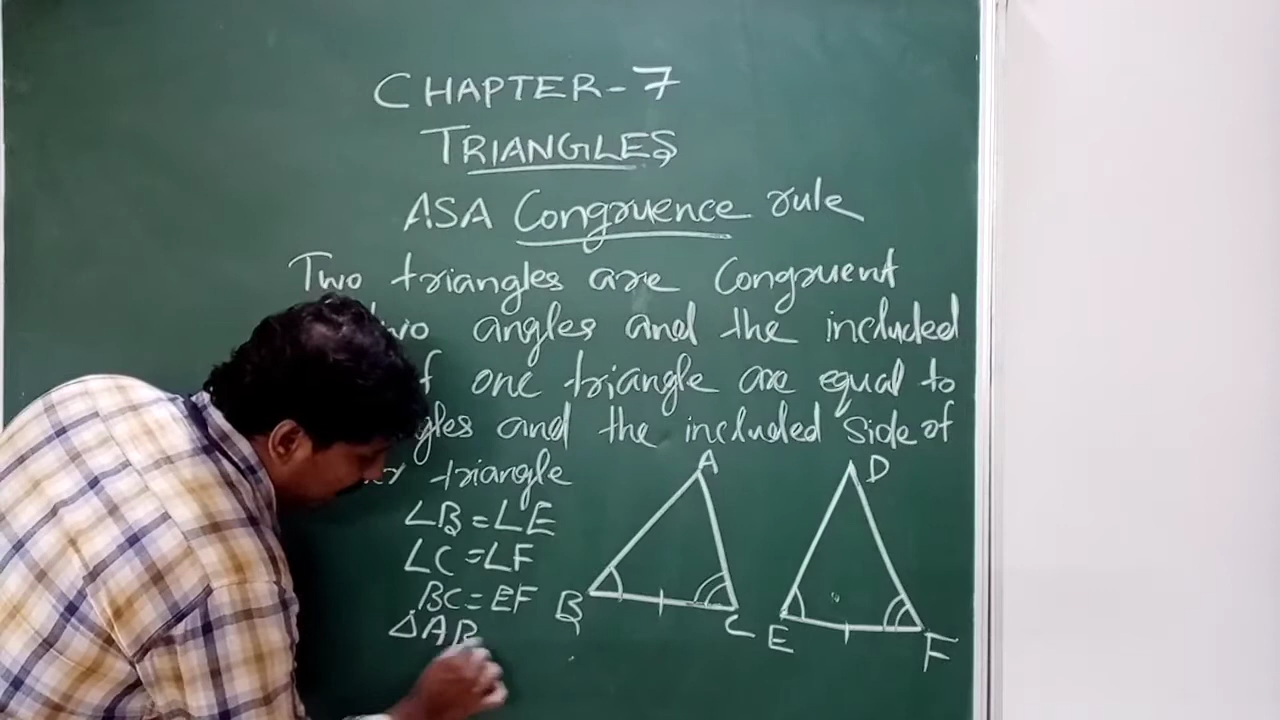 CHAPTER-7
TRIANGLES
ASA Congruence rule
Two triangles are Congruent
angles and the included
one triangle are equal to
and the included Side of
triangle
∠B=∠E
∠C=∠F
BC=EF
△AB
A
B
C
D
E
F